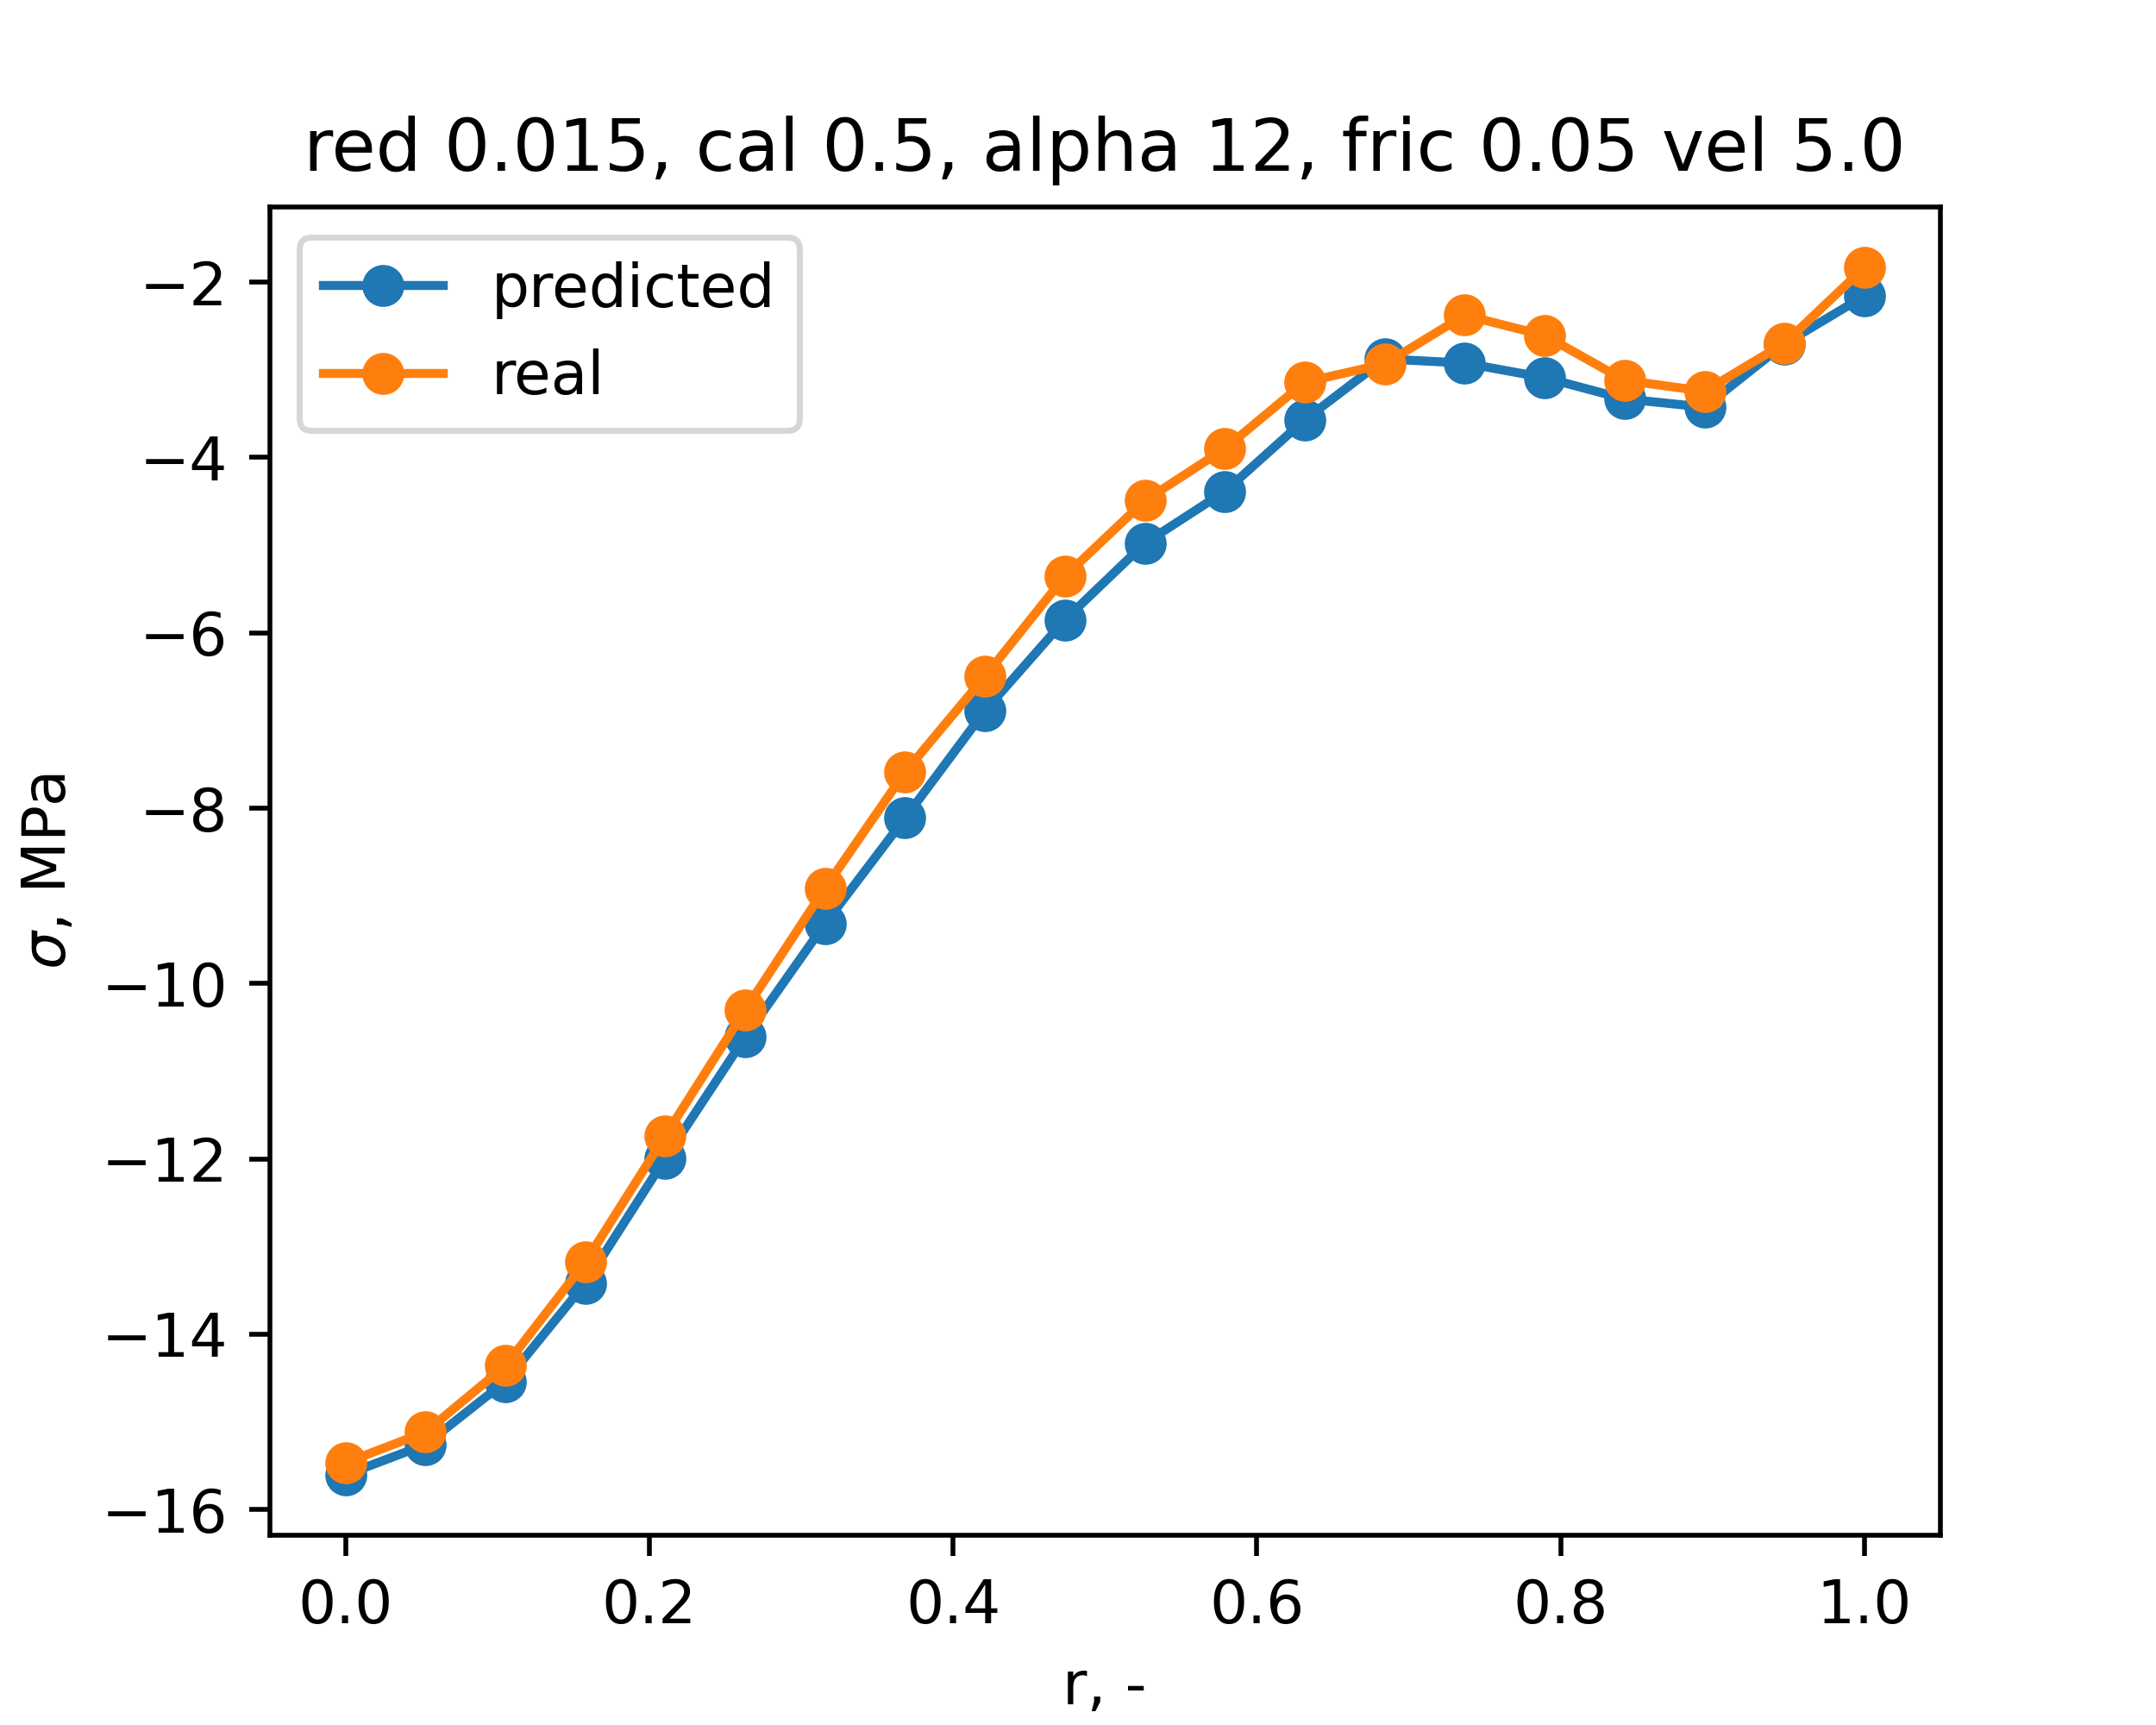 red 0.015, cal 0.5, alpha 12, fric 0.05 vel 5.0
predicted
real
−2
−4
−6
−8
−10
−12
−14
−16
σ, MPa
0.0 0.2 0.4 0.6 0.8 1.0
r, -